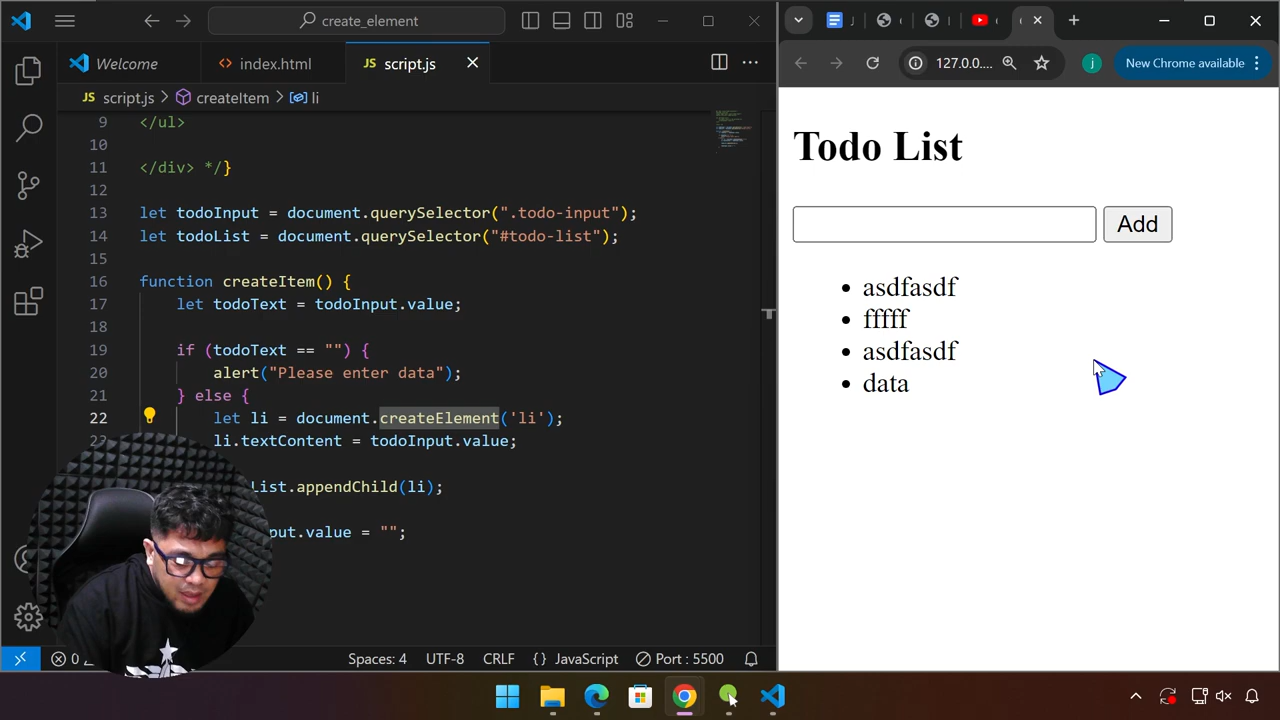 create_element
Welcome
index.html
JS script.js
JS script.js > createItem > li
9 </ul>
10
11 </div> */}
12
13 let todoInput = document.querySelector(".todo-input");
14 let todoList = document.querySelector("#todo-list");
15
16 function createItem() {
17 let todoText = todoInput.value;
18
19 if (todoText == "") {
20 alert("Please enter data");
21 } else {
22 let li = document.createElement('li');
li.textContent = todoInput.value;
List.appendChild(li);
put.value = "";
0
Spaces: 4
UTF-8
CRLF
{} JavaScript
Port : 5500
127.0.0....
j
New Chrome available
Todo List
Add
• asdfasdf
• fffff
• asdfasdf
• data